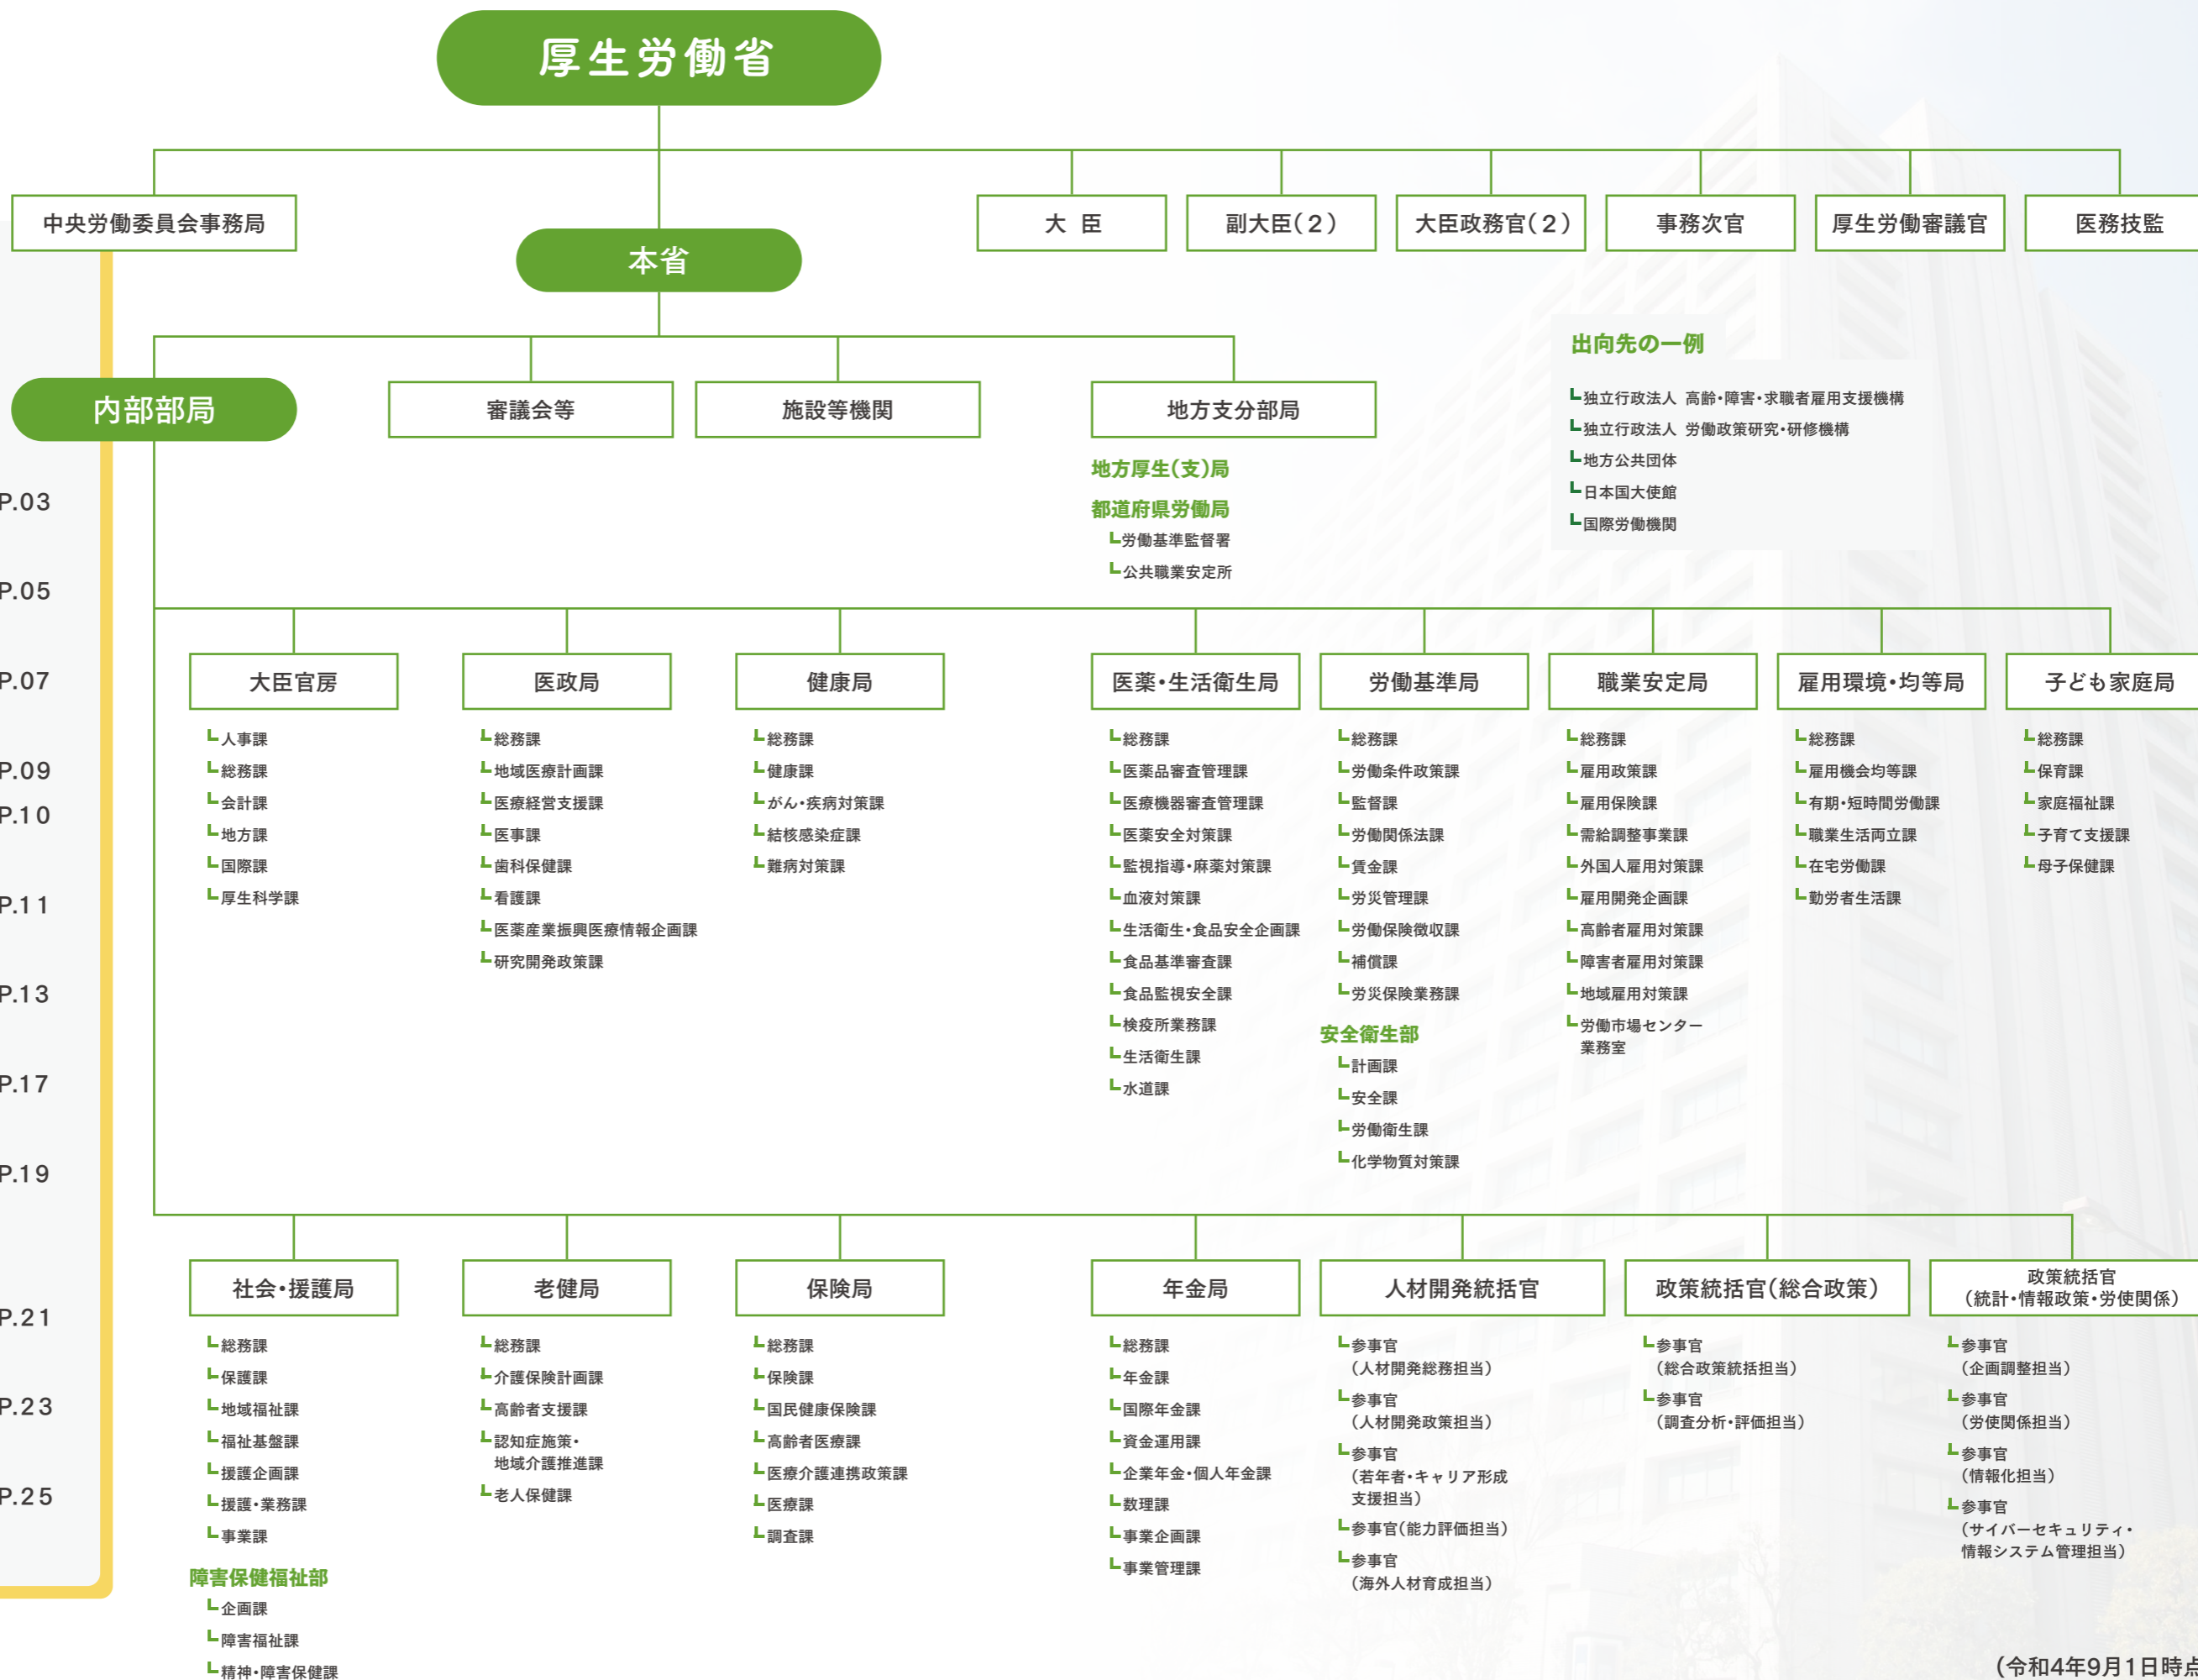 厚生労働省
中央労働委員会事務局
本省
大 臣
副大臣(2)
大臣政務官(2)
事務次官
厚生労働審議官
医務技監
内部部局
審議会等
施設等機関
地方支分部局
地方厚生(支)局
都道府県労働局
労働基準監督署
公共職業安定所
出向先の一例
独立行政法人 高齢・障害・求職者雇用支援機構
独立行政法人 労働政策研究・研修機構
地方公共団体
日本国大使館
国際労働機関
P.03
P.05
P.07
P.09
P.10
P.11
P.13
P.17
P.19
P.21
P.23
P.25
大臣官房
人事課
総務課
会計課
地方課
国際課
厚生科学課
医政局
総務課
地域医療計画課
医療経営支援課
医事課
歯科保健課
看護課
医薬産業振興医療情報企画課
研究開発政策課
健康局
総務課
健康課
がん・疾病対策課
結核感染症課
難病対策課
医薬・生活衛生局
総務課
医薬品審査管理課
医療機器審査管理課
医薬安全対策課
監視指導・麻薬対策課
血液対策課
生活衛生・食品安全企画課
食品基準審査課
食品監視安全課
検疫所業務課
生活衛生課
水道課
労働基準局
総務課
労働条件政策課
監督課
労働関係法課
賃金課
労災管理課
労働保険徴収課
補償課
労災保険業務課
安全衛生部
計画課
安全課
労働衛生課
化学物質対策課
職業安定局
総務課
雇用政策課
雇用保険課
需給調整事業課
外国人雇用対策課
雇用開発企画課
高齢者雇用対策課
障害者雇用対策課
地域雇用対策課
労働市場センター
業務室
雇用環境・均等局
総務課
雇用機会均等課
有期・短時間労働課
職業生活両立課
在宅労働課
勤労者生活課
子ども家庭局
総務課
保育課
家庭福祉課
子育て支援課
母子保健課
社会・援護局
総務課
保護課
地域福祉課
福祉基盤課
援護企画課
援護・業務課
事業課
障害保健福祉部
企画課
障害福祉課
精神・障害保健課
老健局
総務課
介護保険計画課
高齢者支援課
認知症施策・
地域介護推進課
老人保健課
保険局
総務課
保険課
国民健康保険課
高齢者医療課
医療介護連携政策課
医療課
調査課
年金局
総務課
年金課
国際年金課
資金運用課
企業年金・個人年金課
数理課
事業企画課
事業管理課
人材開発統括官
参事官
(人材開発総務担当)
参事官
(人材開発政策担当)
参事官
(若年者・キャリア形成
支援担当)
参事官(能力評価担当)
参事官
(海外人材育成担当)
政策統括官(総合政策)
参事官
(総合政策統括担当)
参事官
(調査分析・評価担当)
政策統括官
(統計・情報政策・労使関係)
参事官
(企画調整担当)
参事官
(労使関係担当)
参事官
(情報化担当)
参事官
(サイバーセキュリティ・
情報システム管理担当)
(令和4年9月1日時点